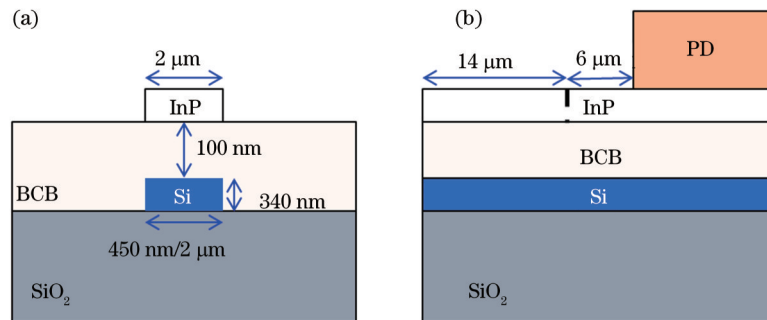 (a)
2 μm
InP
100 nm
BCB
Si
340 nm
450 nm/2 μm
SiO2
(b)
PD
14 μm
6 μm
InP
BCB
Si
SiO2